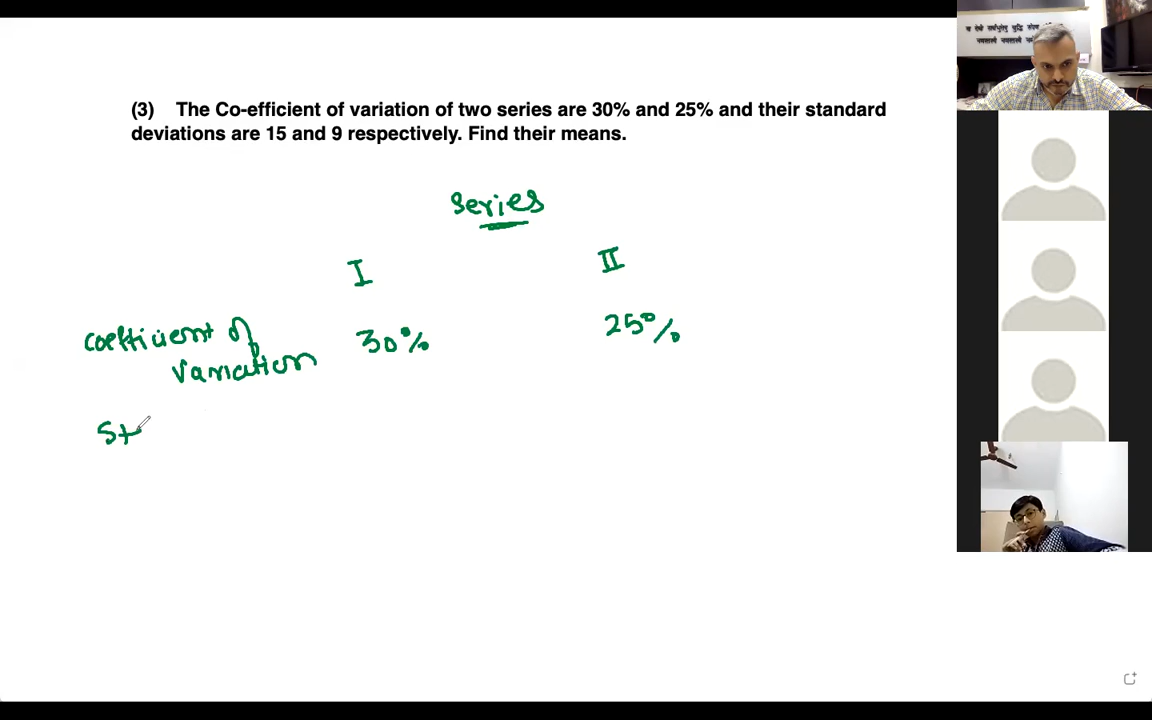 (3) The Co-efficient of variation of two series are 30% and 25% and their standard
deviations are 15 and 9 respectively. Find their means.
Series
I II
coefficient of 30% 25%
variation
St